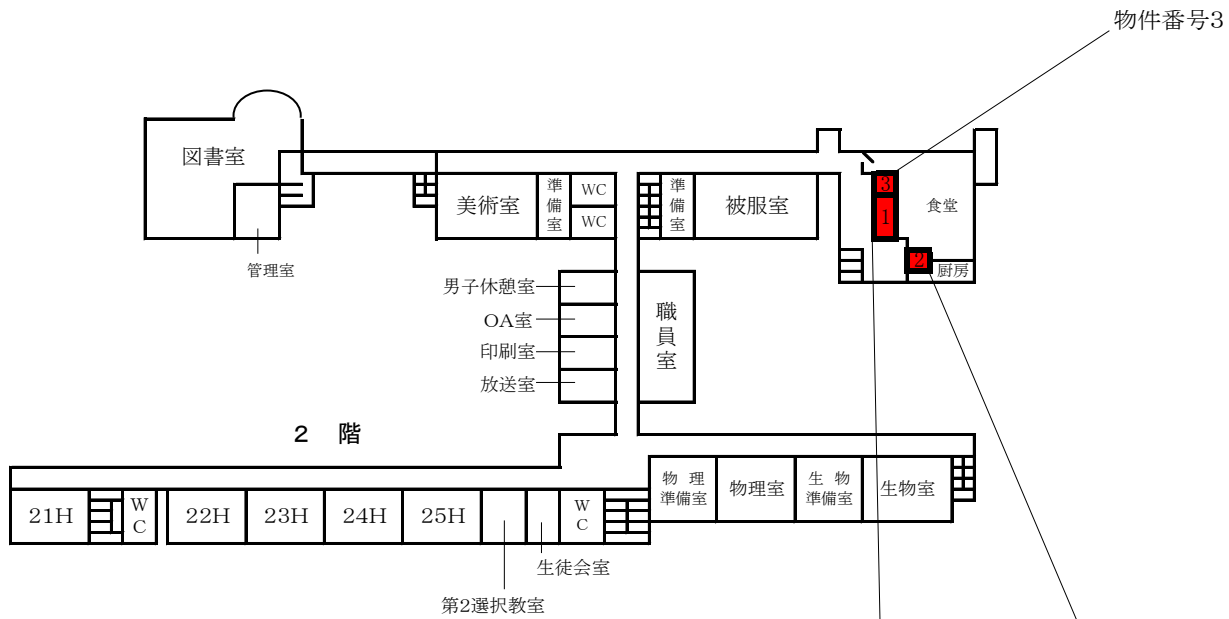 物件番号3
図書室
美術室
準備室
WC
WC
準備室
被服室
3
1
食堂
2
厨房
管理室
男子休憩室
OA室
印刷室
放送室
職員室
2 階
21H
WC
22H
23H
24H
25H
WC
物 理
準備室
物理室
生 物
準備室
生物室
生徒会室
第2選択教室